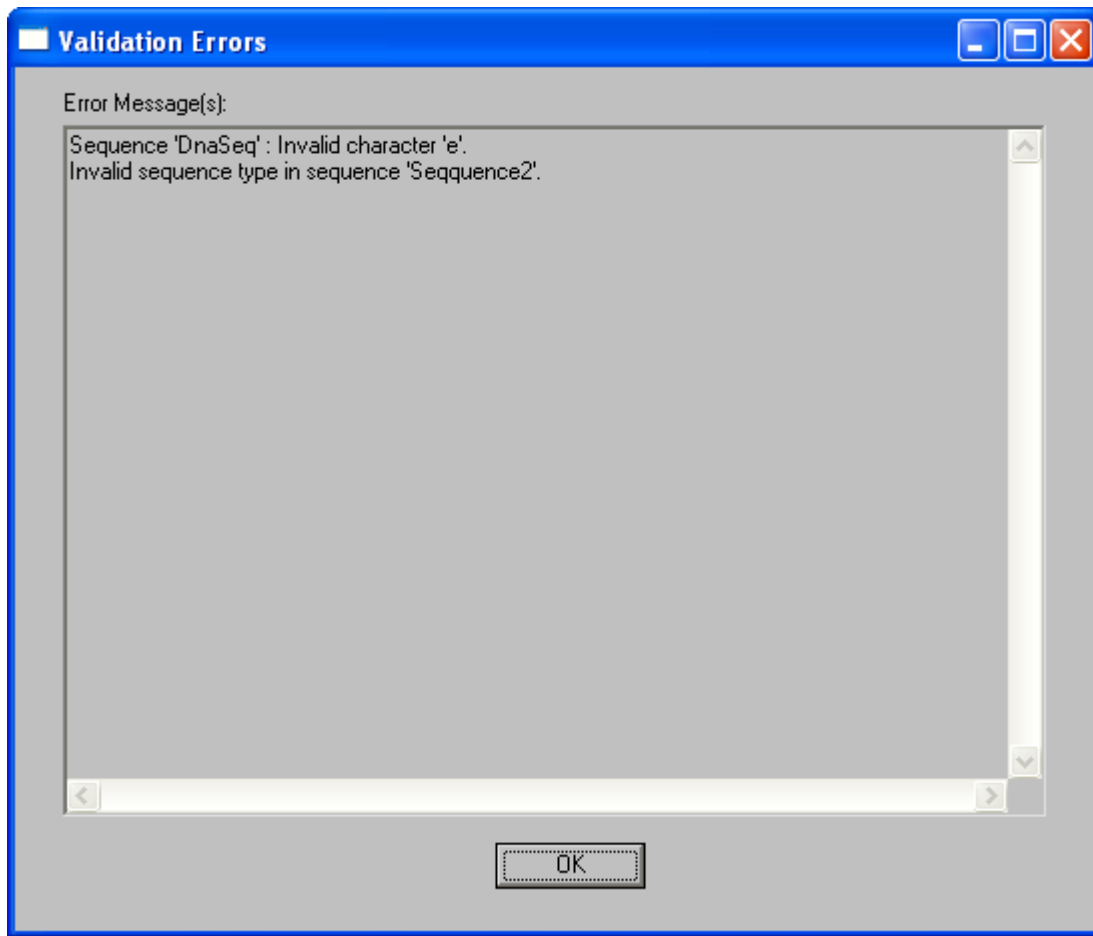 Validation Errors
Error Message(s):
Sequence 'DnaSeq' : Invalid character 'e'.
Invalid sequence type in sequence 'Seqquence2'.
OK